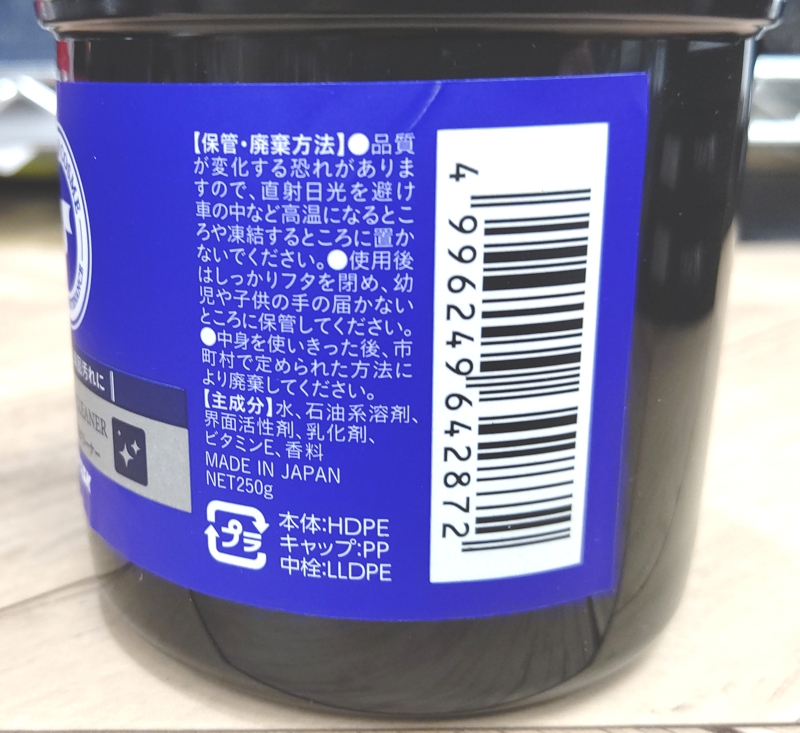 【保管・廃棄方法】●品質
が変化する恐れがありま
すので、直射日光を避け
車の中など高温になるとこ
ろや凍結するところに置か
ないでください。●使用後
はしっかりフタを閉め、幼
児や子供の手の届かない
ところに保管してください。
●中身を使いきった後、市
町村で定められた方法に
より廃棄してください。
【主成分】水、石油系溶剤、
界面活性剤、乳化剤、
ビタミンE、香料
MADE IN JAPAN
NET250g
プラ
本体:HDPE
キャップ:PP
中栓:LLDPE
4996249642872
汚れに
CLEANER